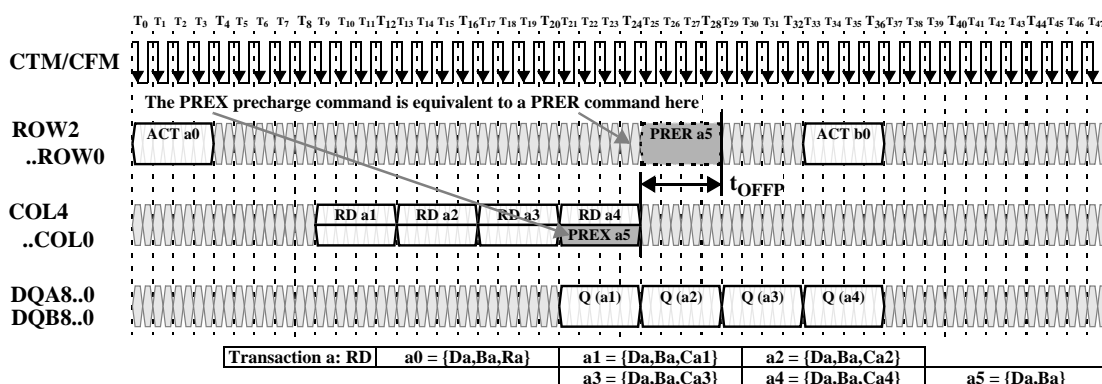 T0 T1 T2 T3 T4 T5 T6 T7 T8 T9 T10 T11 T12 T13 T14 T15 T16 T17 T18 T19 T20 T21 T22 T23 T24 T25 T26 T27 T28 T29 T30 T31 T32 T33 T34 T35 T36 T37 T38 T39 T40 T41 T42 T43 T44 T45 T46 T47
CTM/CFM
The PREX precharge command is equivalent to a PRER command here
ROW2
..ROW0
ACT a0 PRER a5 ACT b0
tOFFP
COL4
..COL0
RD a1 RD a2 RD a3 RD a4
PREX a5
DQA8..0
DQB8..0
Q (a1) Q (a2) Q (a3) Q (a4)
Transaction a: RD a0 = {Da,Ba,Ra} a1 = {Da,Ba,Ca1} a2 = {Da,Ba,Ca2}
a3 = {Da,Ba,Ca3} a4 = {Da,Ba,Ca4} a5 = {Da,Ba}